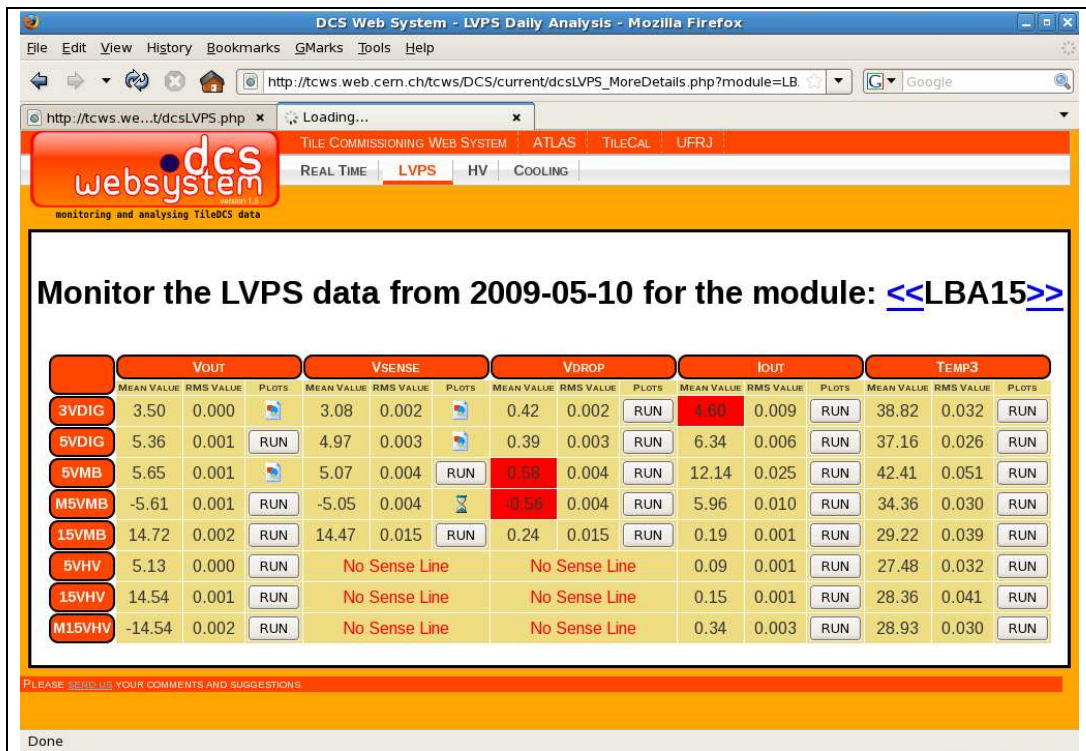 DCS Web System - LVPS Daily Analysis - Mozilla Firefox
File Edit View History Bookmarks GMarks Tools Help
http://tcws.web.cern.ch/tcws/DCS/current/dcsLVPS_MoreDetails.php?module=LB. G Google
http://tcws.we...t/dcsLVPS.php Loading...
TILE COMMISSIONING WEB SYSTEM ATLAS TILECAL UFRJ
dcs
websystem
version 1.5
monitoring and analysing TileDCS data
REAL TIME LVPS HV COOLING
Monitor the LVPS data from 2009-05-10 for the module: <<LBA15>>
VOUT VSENSE VDROP IOUT TEMP3
MEAN VALUE RMS VALUE PLOTS MEAN VALUE RMS VALUE PLOTS MEAN VALUE RMS VALUE PLOTS MEAN VALUE RMS VALUE PLOTS MEAN VALUE RMS VALUE PLOTS
3VDIG 3.50 0.000 3.08 0.002 0.42 0.002 RUN 4.60 0.009 RUN 38.82 0.032 RUN
5VDIG 5.36 0.001 RUN 4.97 0.003 0.39 0.003 RUN 6.34 0.006 RUN 37.16 0.026 RUN
5VMB 5.65 0.001 5.07 0.004 RUN 0.58 0.004 RUN 12.14 0.025 RUN 42.41 0.051 RUN
M5VMB -5.61 0.001 RUN -5.05 0.004 -0.56 0.004 RUN 5.96 0.010 RUN 34.36 0.030 RUN
15VMB 14.72 0.002 RUN 14.47 0.015 RUN 0.24 0.015 RUN 0.19 0.001 RUN 29.22 0.039 RUN
5VHV 5.13 0.000 RUN No Sense Line No Sense Line 0.09 0.001 RUN 27.48 0.032 RUN
15VHV 14.54 0.001 RUN No Sense Line No Sense Line 0.15 0.001 RUN 28.36 0.041 RUN
M15VHV -14.54 0.002 RUN No Sense Line No Sense Line 0.34 0.003 RUN 28.93 0.030 RUN
PLEASE SEND US YOUR COMMENTS AND SUGGESTIONS.
Done